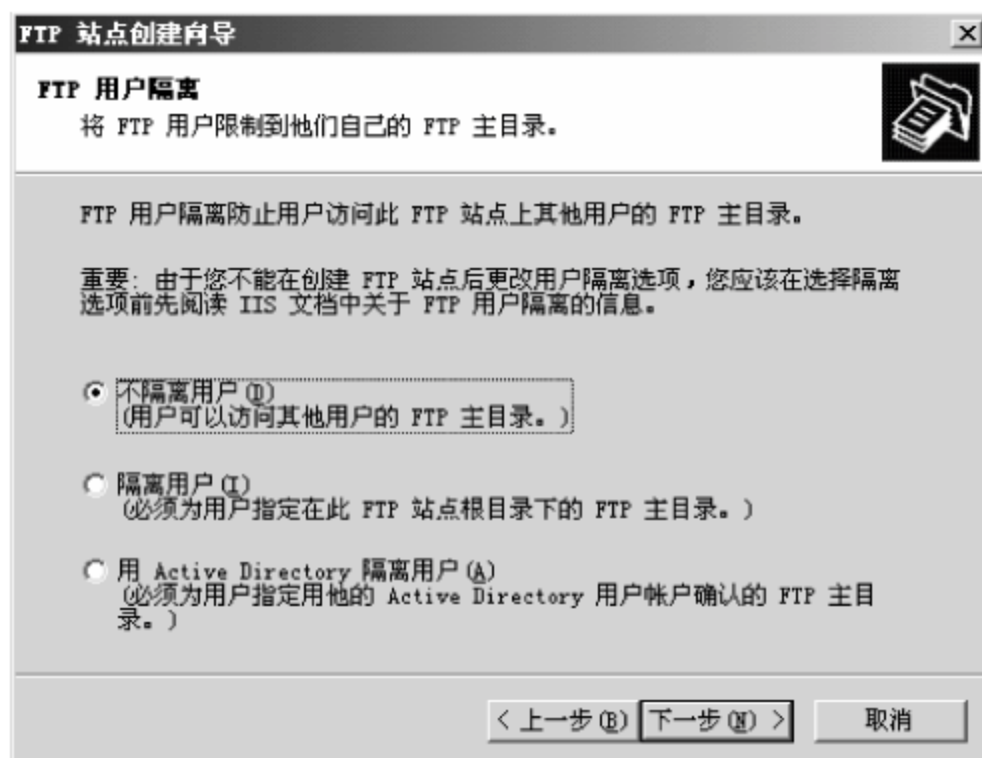 FTP 站点创建向导
FTP 用户隔离
将 FTP 用户限制到他们自己的 FTP 主目录。
FTP 用户隔离防止用户访问此 FTP 站点上其他用户的 FTP 主目录。
重要: 由于您不能在创建 FTP 站点后更改用户隔离选项，您应该在选择隔离
选项前先阅读 IIS 文档中关于 FTP 用户隔离的信息。
不隔离用户(D)
(用户可以访问其他用户的 FTP 主目录。)
隔离用户(I)
(必须为用户指定在此 FTP 站点根目录下的 FTP 主目录。)
用 Active Directory 隔离用户(A)
(必须为用户指定用他的 Active Directory 用户帐户确认的 FTP 主目
录。)
< 上一步(B) 下一步(N) > 取消